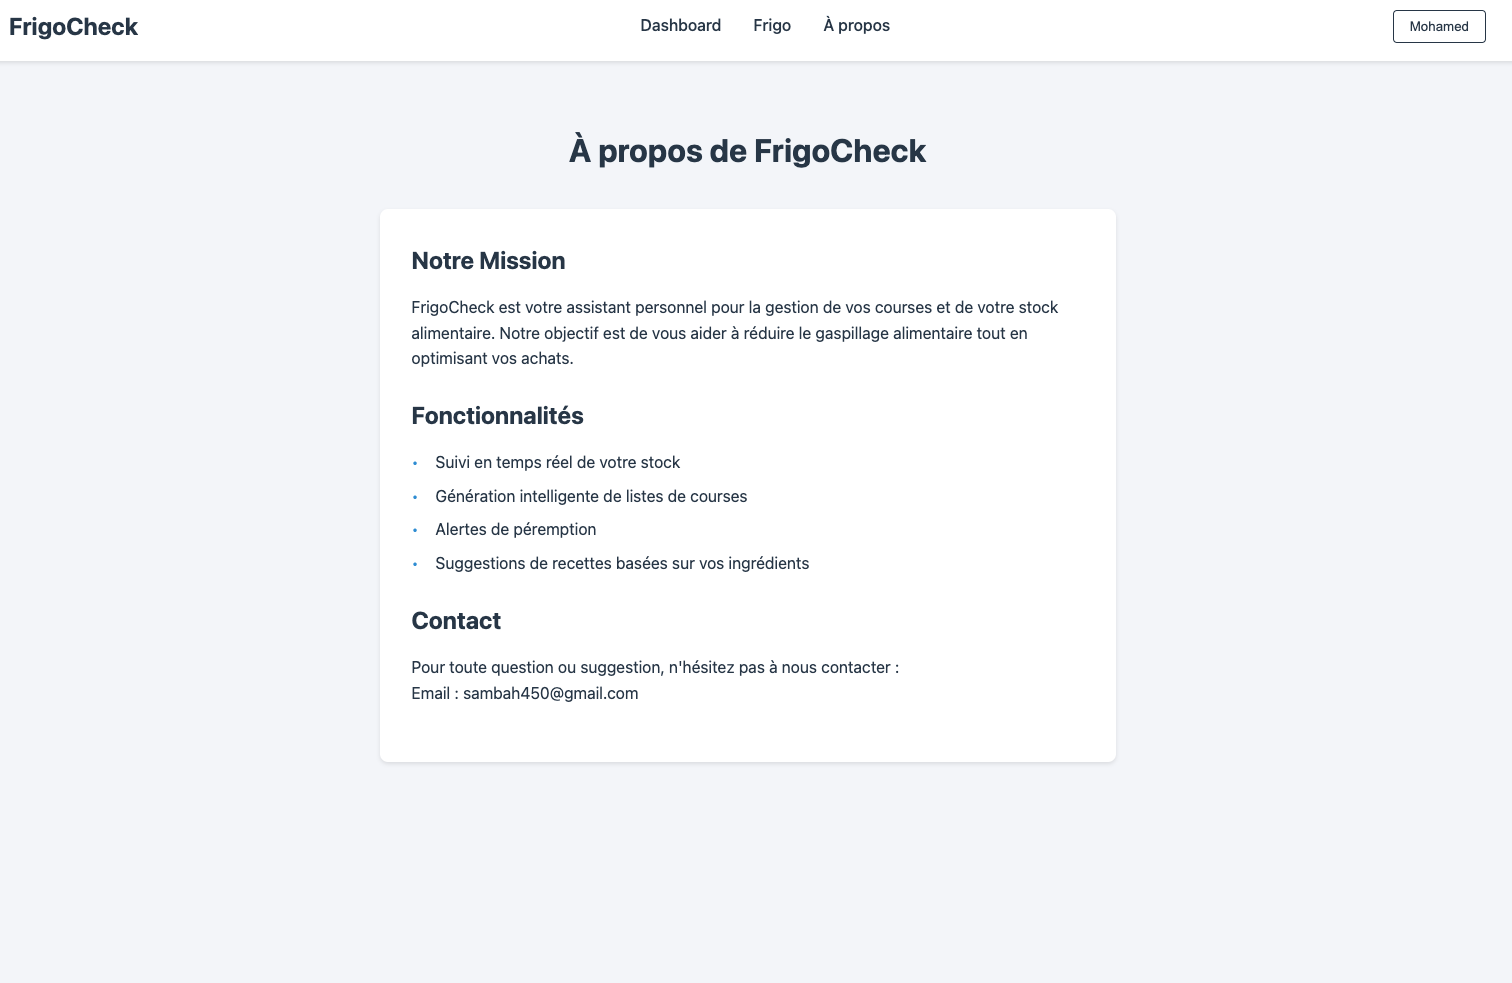 FrigoCheck
Dashboard
Frigo
À propos
Mohamed
À propos de FrigoCheck
Notre Mission
FrigoCheck est votre assistant personnel pour la gestion de vos courses et de votre stock
alimentaire. Notre objectif est de vous aider à réduire le gaspillage alimentaire tout en
optimisant vos achats.
Fonctionnalités
• Suivi en temps réel de votre stock
• Génération intelligente de listes de courses
• Alertes de péremption
• Suggestions de recettes basées sur vos ingrédients
Contact
Pour toute question ou suggestion, n'hésitez pas à nous contacter :
Email : sambah450@gmail.com